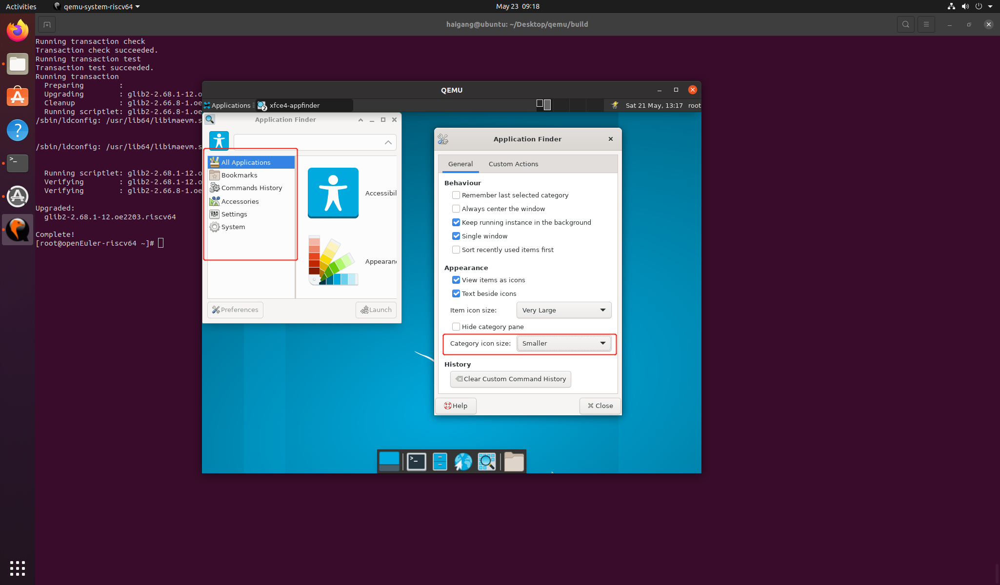 Activities
qemu-system-riscv64
May 23 09:18
haigang@ubuntu: ~/Desktop/qemu/build
Running transaction check
Transaction check succeeded.
Running transaction test
Transaction test succeeded.
Running transaction
Preparing :
Upgrading : glib2-2.68.1-12.o
Cleanup : glib2-2.66.8-1.oe
Running scriptlet: glib2-2.66.8-1.oe
/sbin/ldconfig: /usr/lib64/libimaevm.s
/sbin/ldconfig: /usr/lib64/libimaevm.s
Running scriptlet: glib2-2.68.1-12.o
Verifying : glib2-2.68.1-12.o
Verifying : glib2-2.66.8-1.oe
Upgraded:
glib2-2.68.1-12.oe2203.riscv64
Complete!
[root@openEuler-riscv64 ~]#
QEMU
Applications
2
xfce4-appfinder
Sat 21 May, 13:17
root
Application Finder
All Applications
Bookmarks
Commands History
Accessories
Settings
System
Accessibil
Appearan
Preferences
Launch
Application Finder
General
Custom Actions
Behaviour
Remember last selected category
Always center the window
Keep running instance in the background
Single window
Sort recently used items first
Appearance
View items as icons
Text beside icons
Item icon size:
Very Large
Hide category pane
Category icon size:
Smaller
History
Clear Custom Command History
Help
Close